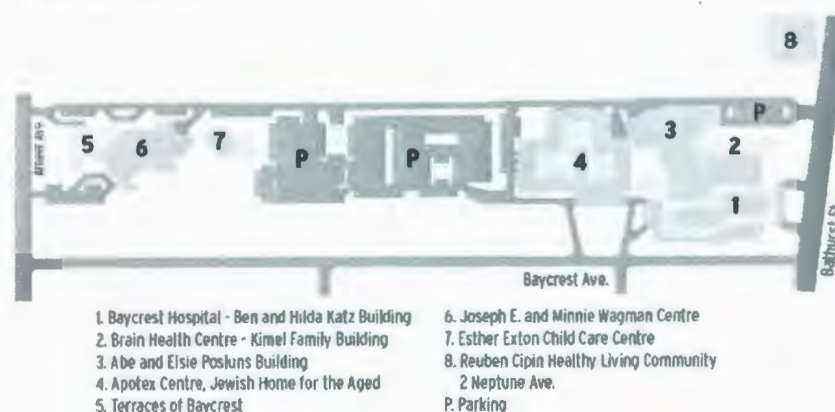 8
P
Ameer Ave.
5
6
7
P
P
4
3
2
1
Bathurst St.
Baycrest Ave.
1. Baycrest Hospital - Ben and Hilda Katz Building
2. Brain Health Centre - Kimel Family Building
3. Abe and Elsie Posluns Building
4. Apotex Centre, Jewish Home for the Aged
5. Terraces of Baycrest
6. Joseph E. and Minnie Wagman Centre
7. Esther Exton Child Care Centre
8. Reuben Cipin Healthy Living Community
2 Neptune Ave.
P. Parking